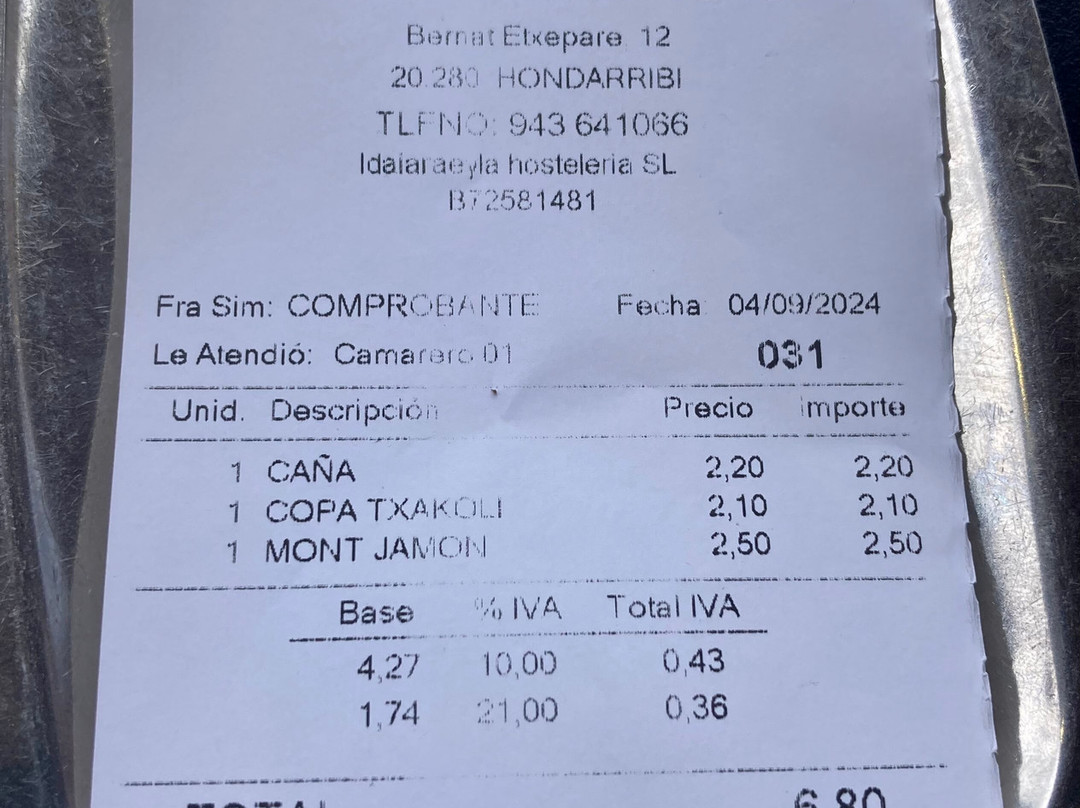 Bernat Etxepare 12
20.280 HONDARRIBI
TLFNO: 943 641066
Idaiaraeyla hosteleria SL
B72581481
Fra Sim: COMPROBANTE Fecha 04/09/2024
Le Atendió: Camarero 01 031
Unid. Descripción Precio Importe
1 CAÑA 2,20 2,20
1 COPA TXAKOLI 2,10 2,10
1 MONT JAMON 2,50 2,50
Base % IVA Total IVA
4,27 10,00 0,43
1,74 21,00 0,36
TOTAL 6,80